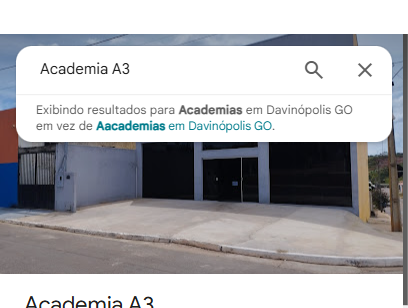 Academia A3
Exibindo resultados para Academias em Davinópolis GO
em vez de Aacademias em Davinópolis GO.
Academia A3